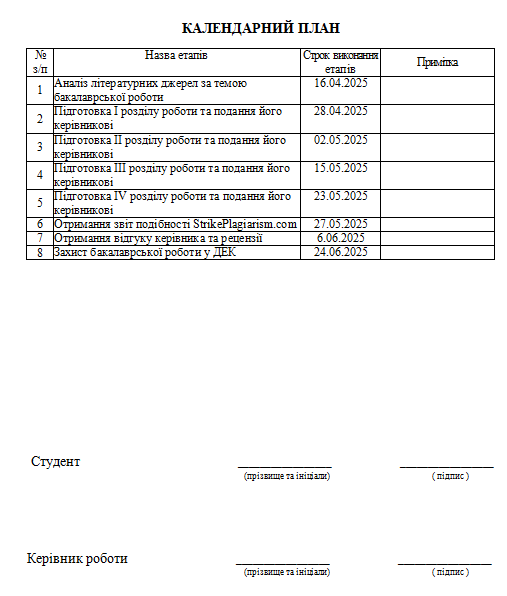 КАЛЕНДАРНИЙ ПЛАН
№ з/п Назва етапів Строк виконання етапів Примітка
1 Аналіз літературних джерел за темою 16.04.2025
бакалаврської роботи
2 Підготовка I розділу роботи та подання його 28.04.2025
керівникові
3 Підготовка II розділу роботи та подання його 02.05.2025
керівникові
4 Підготовка III розділу роботи та подання його 15.05.2025
керівникові
5 Підготовка IV розділу роботи та подання його 23.05.2025
керівникові
6 Отримання звіт подібності StrikePlagiarism.com 27.05.2025
7 Отримання відгуку керівника та рецензії 6.06.2025
8 Захист бакалаврської роботи у ДЕК 24.06.2025
Студент
(прізвище та ініціали) ( підпис )
Керівник роботи
(прізвище та ініціали) ( підпис )